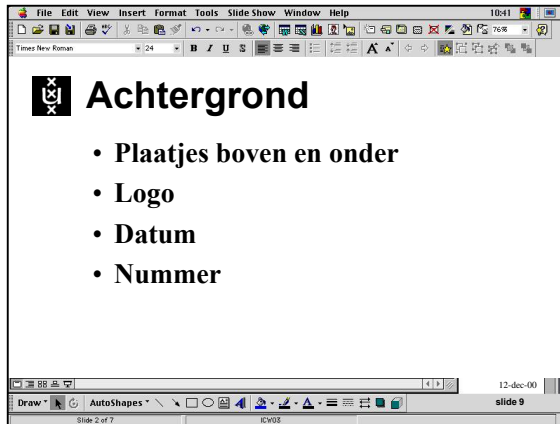 File Edit View Insert Format Tools Slide Show Window Help 10:41
76%
Times New Roman 24 B I U S A A
Achtergrond
• Plaatjes boven en onder
• Logo
• Datum
• Nummer
12-dec-00
Draw AutoShapes A slide 9
Slide 2 of 7 ICW03